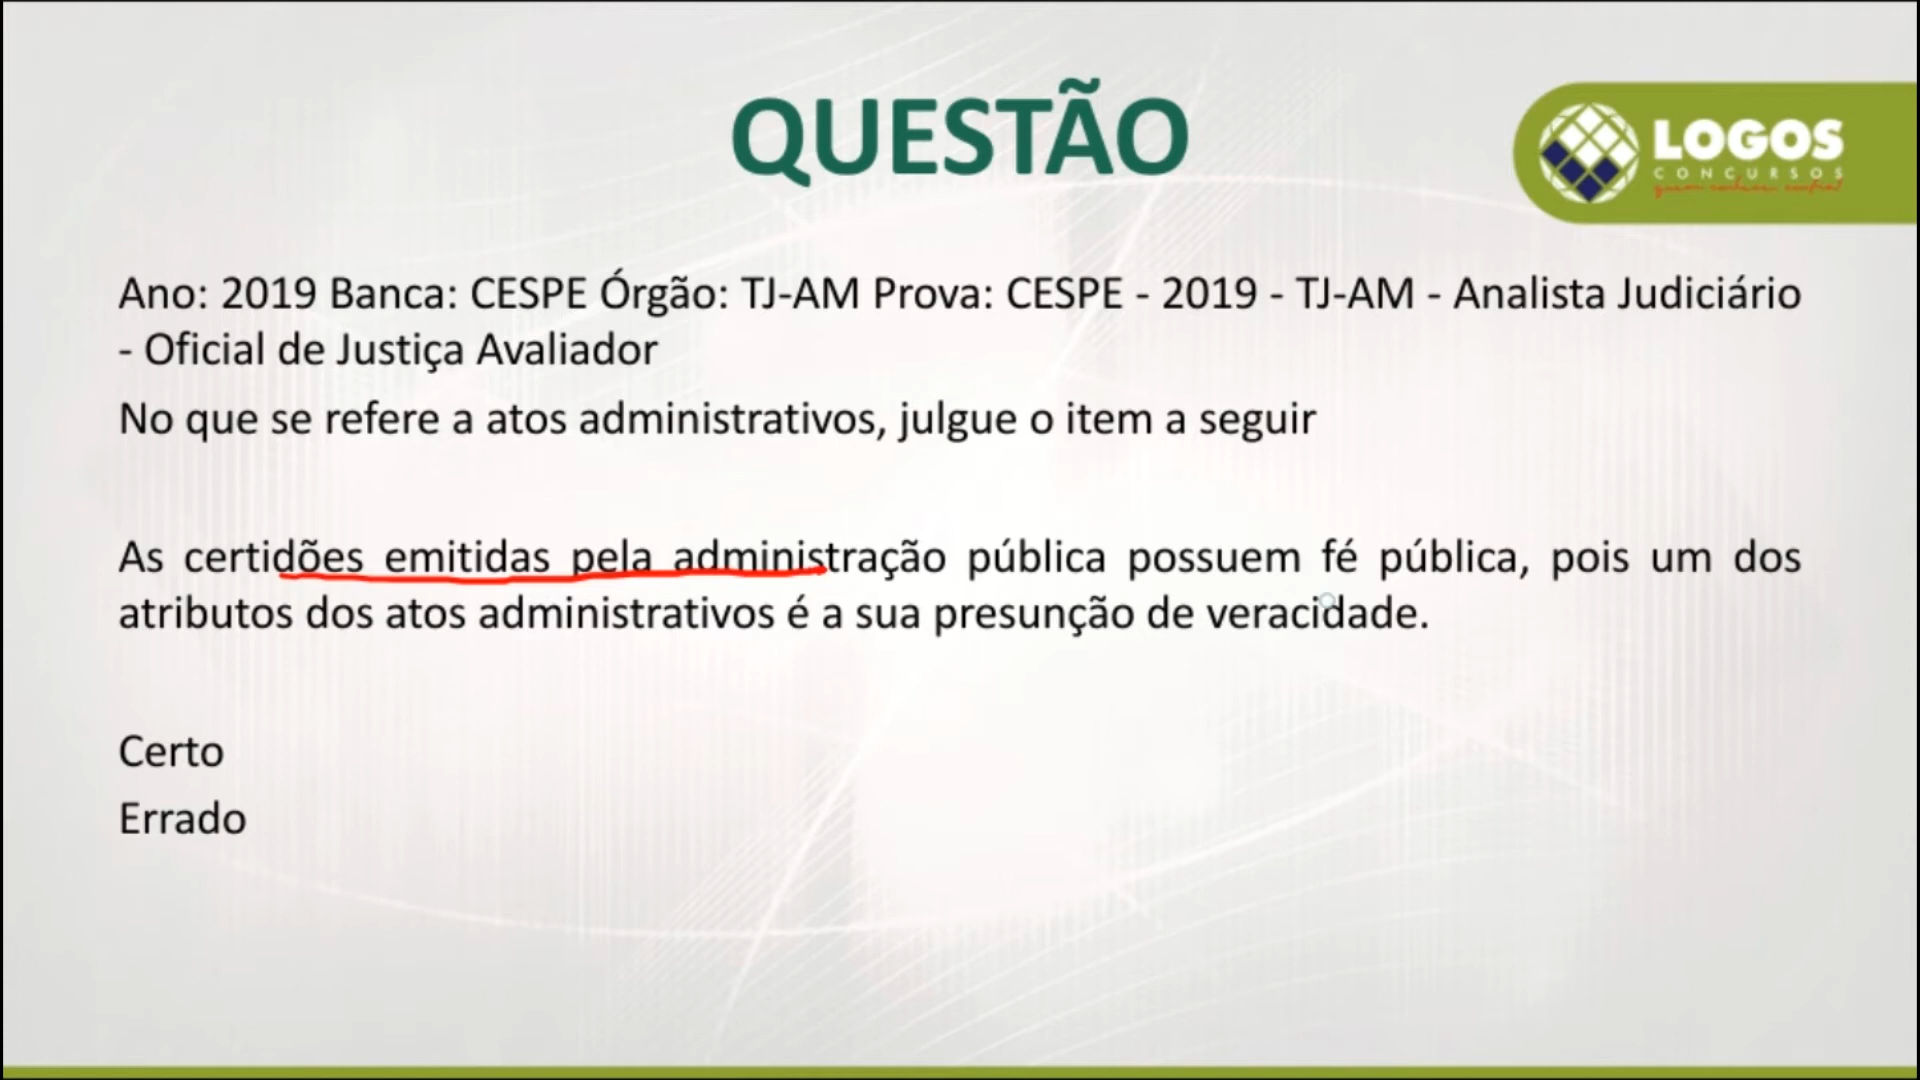 QUESTÃO
LOGOS
CONCURSOS
Ano: 2019 Banca: CESPE Órgão: TJ-AM Prova: CESPE - 2019 - TJ-AM - Analista Judiciário
- Oficial de Justiça Avaliador
No que se refere a atos administrativos, julgue o item a seguir
As certidões emitidas pela administração pública possuem fé pública, pois um dos
atributos dos atos administrativos é a sua presunção de veracidade.
Certo
Errado